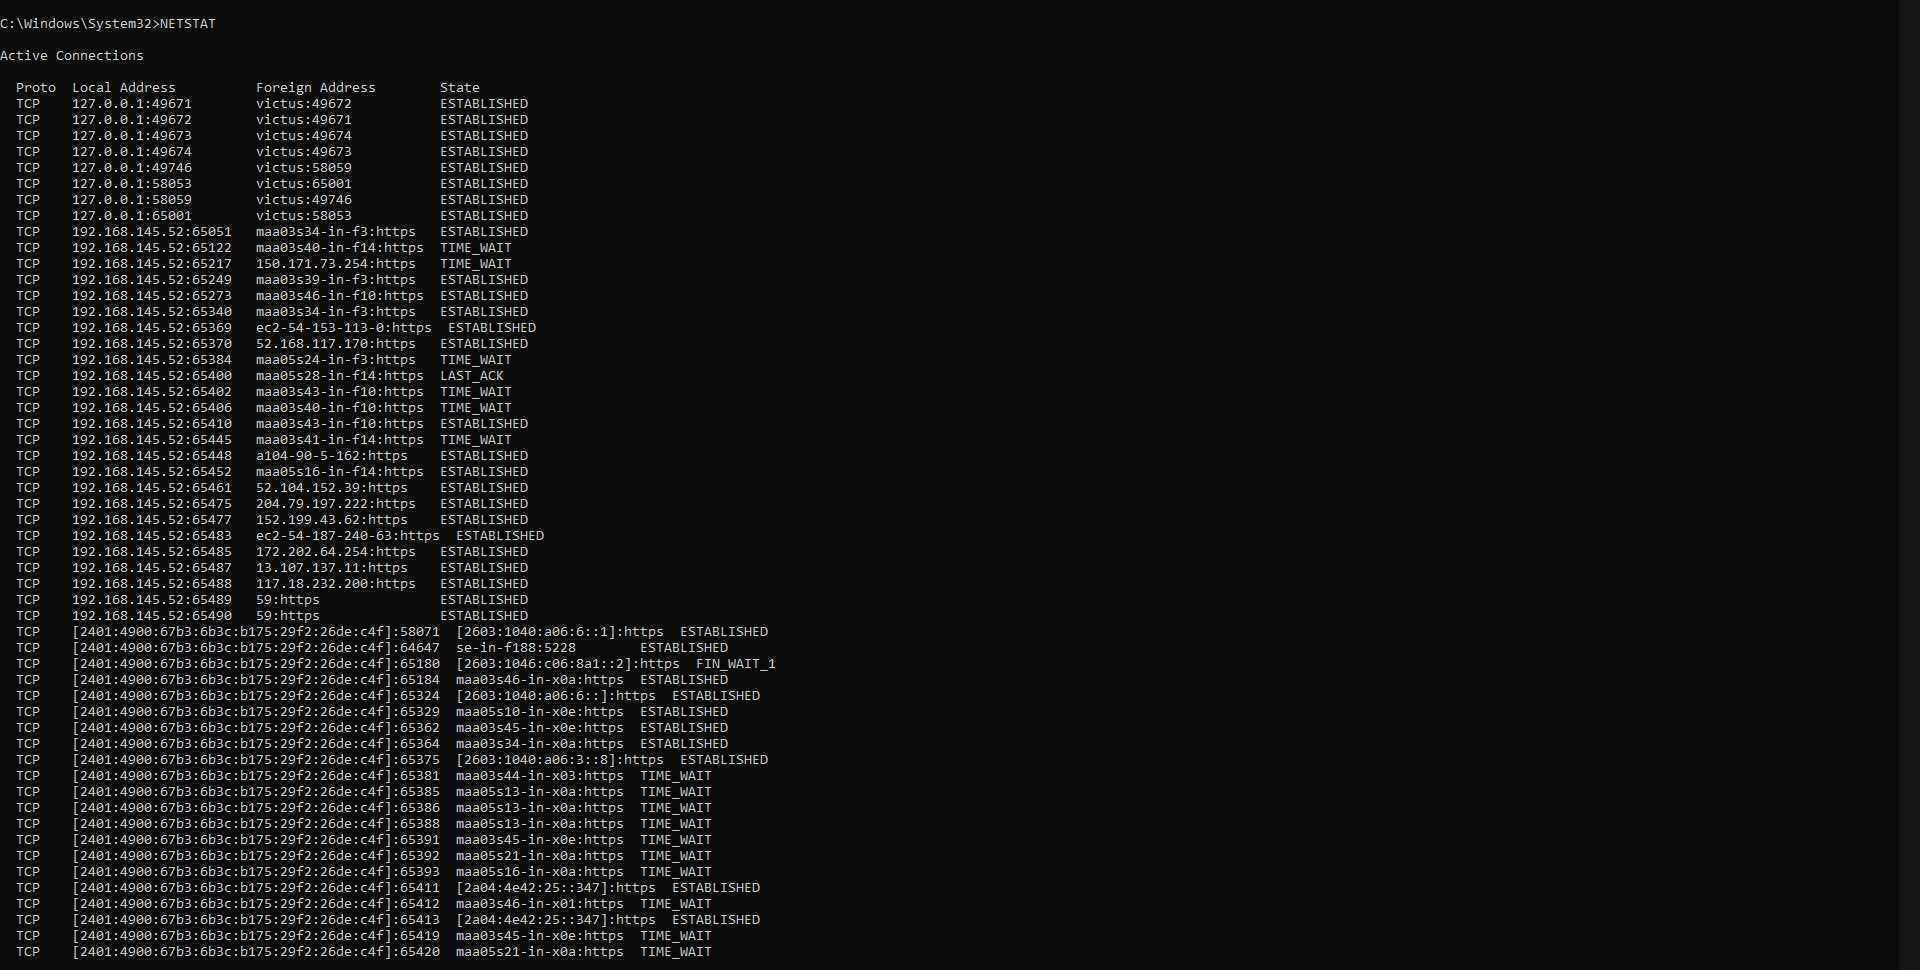 C:\Windows\System32>NETSTAT
Active Connections
Proto  Local Address          Foreign Address        State
TCP    127.0.0.1:49671        victus:49672           ESTABLISHED
TCP    127.0.0.1:49672        victus:49671           ESTABLISHED
TCP    127.0.0.1:49673        victus:49674           ESTABLISHED
TCP    127.0.0.1:49674        victus:49673           ESTABLISHED
TCP    127.0.0.1:49746        victus:58059           ESTABLISHED
TCP    127.0.0.1:58053        victus:65001           ESTABLISHED
TCP    127.0.0.1:58059        victus:49746           ESTABLISHED
TCP    127.0.0.1:65001        victus:58053           ESTABLISHED
TCP    192.168.145.52:65051   maa03s34-in-f3:https   ESTABLISHED
TCP    192.168.145.52:65122   maa03s40-in-f14:https  TIME_WAIT
TCP    192.168.145.52:65217   150.171.73.254:https   TIME_WAIT
TCP    192.168.145.52:65249   maa03s39-in-f3:https   ESTABLISHED
TCP    192.168.145.52:65273   maa03s46-in-f10:https  ESTABLISHED
TCP    192.168.145.52:65340   maa03s34-in-f3:https   ESTABLISHED
TCP    192.168.145.52:65369   ec2-54-153-113-0:https  ESTABLISHED
TCP    192.168.145.52:65370   52.168.117.170:https   ESTABLISHED
TCP    192.168.145.52:65384   maa05s24-in-f3:https   TIME_WAIT
TCP    192.168.145.52:65400   maa05s28-in-f14:https  LAST_ACK
TCP    192.168.145.52:65402   maa03s43-in-f10:https  TIME_WAIT
TCP    192.168.145.52:65406   maa03s40-in-f10:https  TIME_WAIT
TCP    192.168.145.52:65410   maa03s43-in-f10:https  ESTABLISHED
TCP    192.168.145.52:65445   maa03s41-in-f14:https  TIME_WAIT
TCP    192.168.145.52:65448   a104-90-5-162:https    ESTABLISHED
TCP    192.168.145.52:65452   maa05s16-in-f14:https  ESTABLISHED
TCP    192.168.145.52:65461   52.104.152.39:https    ESTABLISHED
TCP    192.168.145.52:65475   204.79.197.222:https   ESTABLISHED
TCP    192.168.145.52:65477   152.199.43.62:https    ESTABLISHED
TCP    192.168.145.52:65483   ec2-54-187-240-63:https  ESTABLISHED
TCP    192.168.145.52:65485   172.202.64.254:https   ESTABLISHED
TCP    192.168.145.52:65487   13.107.137.11:https    ESTABLISHED
TCP    192.168.145.52:65488   117.18.232.200:https   ESTABLISHED
TCP    192.168.145.52:65489   59:https               ESTABLISHED
TCP    192.168.145.52:65490   59:https               ESTABLISHED
TCP    [2401:4900:67b3:6b3c:b175:29f2:26de:c4f]:58071  [2603:1040:a06:6::1]:https  ESTABLISHED
TCP    [2401:4900:67b3:6b3c:b175:29f2:26de:c4f]:64647  se-in-f188:5228        ESTABLISHED
TCP    [2401:4900:67b3:6b3c:b175:29f2:26de:c4f]:65180  [2603:1046:c06:8a1::2]:https  FIN_WAIT_1
TCP    [2401:4900:67b3:6b3c:b175:29f2:26de:c4f]:65184  maa03s46-in-x0a:https  ESTABLISHED
TCP    [2401:4900:67b3:6b3c:b175:29f2:26de:c4f]:65324  [2603:1040:a06:6::]:https  ESTABLISHED
TCP    [2401:4900:67b3:6b3c:b175:29f2:26de:c4f]:65329  maa05s10-in-x0e:https  ESTABLISHED
TCP    [2401:4900:67b3:6b3c:b175:29f2:26de:c4f]:65362  maa03s45-in-x0e:https  ESTABLISHED
TCP    [2401:4900:67b3:6b3c:b175:29f2:26de:c4f]:65364  maa03s34-in-x0a:https  ESTABLISHED
TCP    [2401:4900:67b3:6b3c:b175:29f2:26de:c4f]:65375  [2603:1040:a06:3::8]:https  ESTABLISHED
TCP    [2401:4900:67b3:6b3c:b175:29f2:26de:c4f]:65381  maa03s44-in-x03:https  TIME_WAIT
TCP    [2401:4900:67b3:6b3c:b175:29f2:26de:c4f]:65385  maa05s13-in-x0a:https  TIME_WAIT
TCP    [2401:4900:67b3:6b3c:b175:29f2:26de:c4f]:65386  maa05s13-in-x0a:https  TIME_WAIT
TCP    [2401:4900:67b3:6b3c:b175:29f2:26de:c4f]:65388  maa05s13-in-x0a:https  TIME_WAIT
TCP    [2401:4900:67b3:6b3c:b175:29f2:26de:c4f]:65391  maa03s45-in-x0e:https  TIME_WAIT
TCP    [2401:4900:67b3:6b3c:b175:29f2:26de:c4f]:65392  maa05s21-in-x0a:https  TIME_WAIT
TCP    [2401:4900:67b3:6b3c:b175:29f2:26de:c4f]:65393  maa05s16-in-x0a:https  TIME_WAIT
TCP    [2401:4900:67b3:6b3c:b175:29f2:26de:c4f]:65411  [2a04:4e42:25::347]:https  ESTABLISHED
TCP    [2401:4900:67b3:6b3c:b175:29f2:26de:c4f]:65412  maa03s46-in-x01:https  TIME_WAIT
TCP    [2401:4900:67b3:6b3c:b175:29f2:26de:c4f]:65413  [2a04:4e42:25::347]:https  ESTABLISHED
TCP    [2401:4900:67b3:6b3c:b175:29f2:26de:c4f]:65419  maa03s45-in-x0e:https  TIME_WAIT
TCP    [2401:4900:67b3:6b3c:b175:29f2:26de:c4f]:65420  maa05s21-in-x0a:https  TIME_WAIT